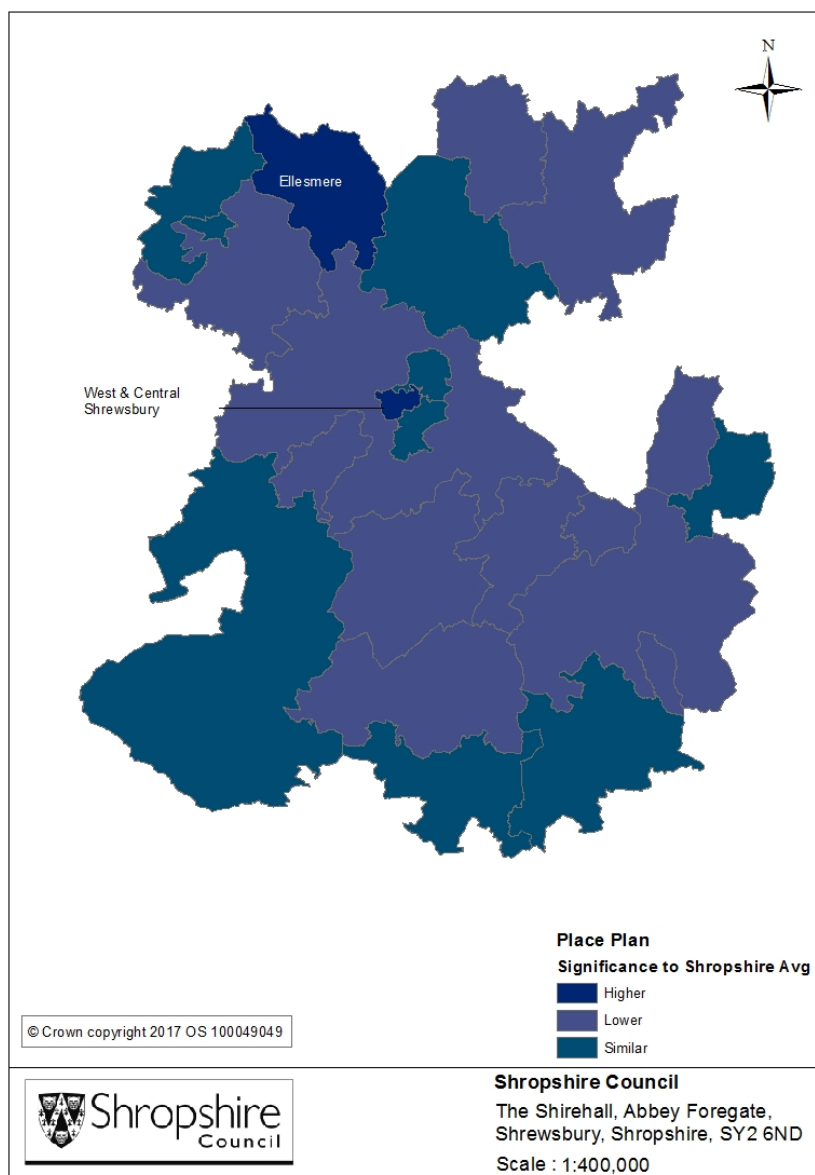 N
Ellesmere
West & Central
Shrewsbury
Place Plan
Significance to Shropshire Avg
Higher
Lower
Similar
© Crown copyright 2017 OS 100049049
Shropshire
Council
Shropshire Council
The Shirehall, Abbey Foregate,
Shrewsbury, Shropshire, SY2 6ND
Scale : 1:400,000